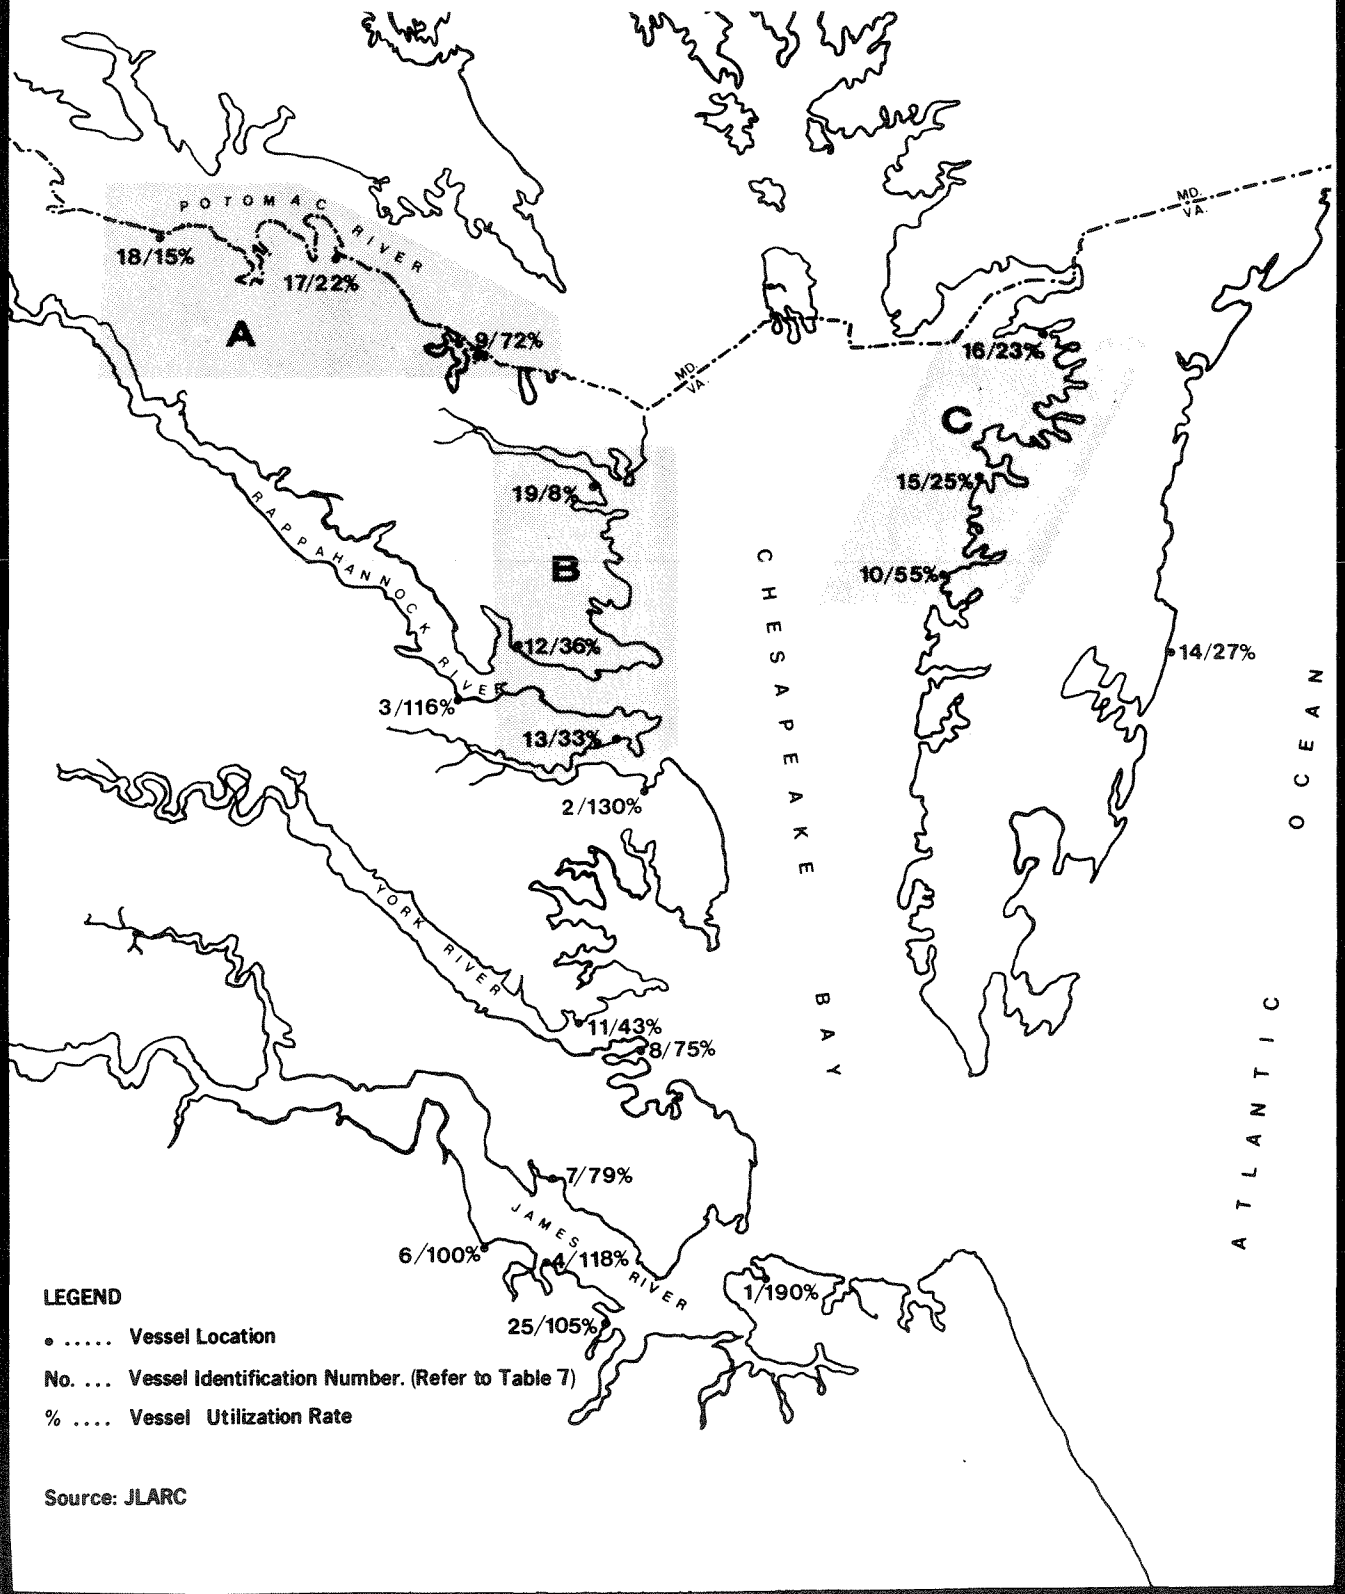 POTOMAC RIVER
MD.
VA.
18/15%
17/22%
A
9/72%
MD.
VA.
16/23%
C
19/8%
15/25%
RAPPAHANNOCK RIVER
B
10/55%
CHESAPEAKE BAY
12/36%
14/27%
3/116%
13/33%
2/130%
ATLANTIC OCEAN
YORK RIVER
11/43%
8/75%
7/79%
JAMES RIVER
6/100%
4/118%
1/190%
25/105%
LEGEND
• ..... Vessel Location
No. ... Vessel Identification Number. (Refer to Table 7)
% .... Vessel Utilization Rate
Source: JLARC